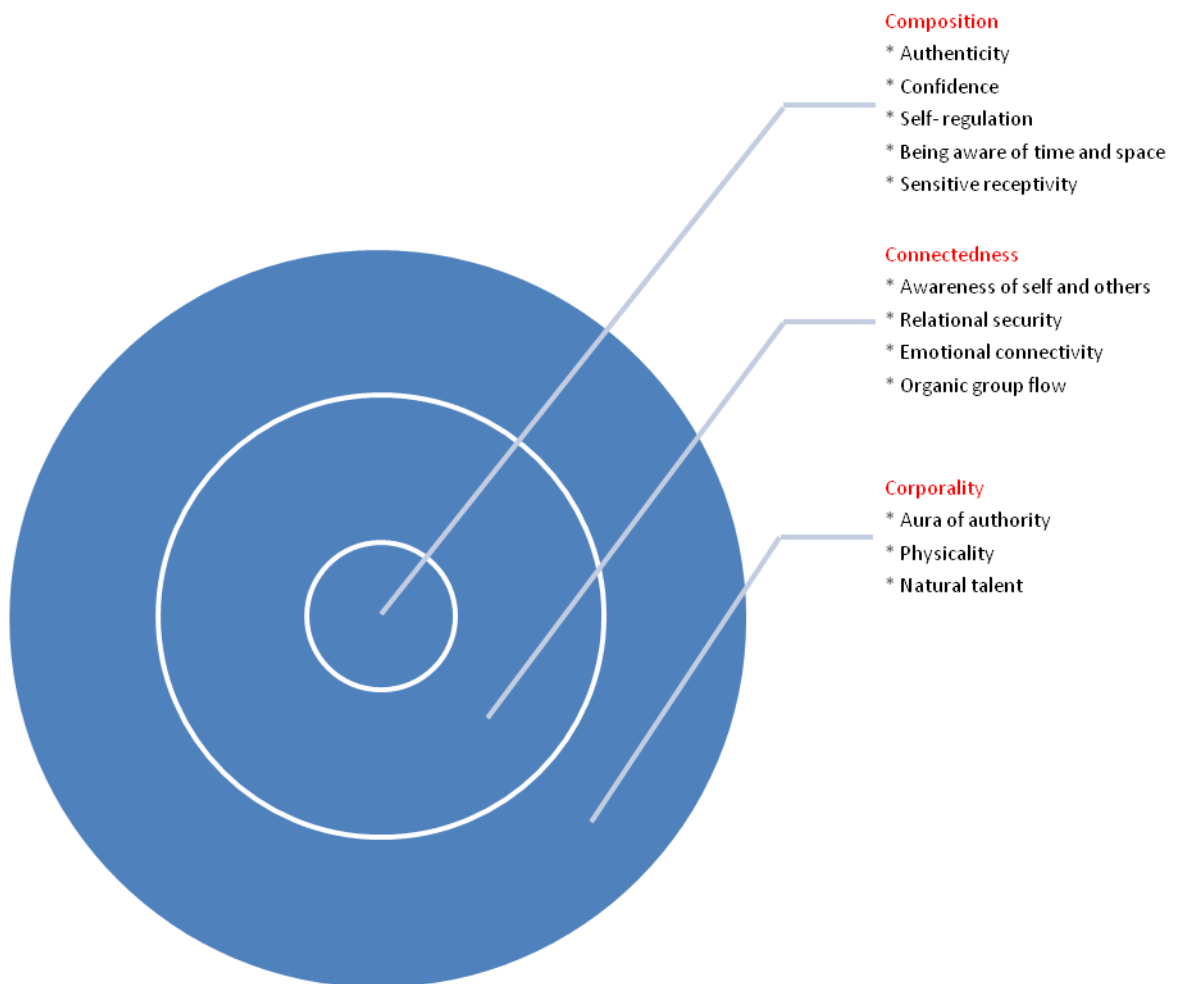 Composition
* Authenticity
* Confidence
* Self- regulation
* Being aware of time and space
* Sensitive receptivity
Connectedness
* Awareness of self and others
* Relational security
* Emotional connectivity
* Organic group flow
Corporality
* Aura of authority
* Physicality
* Natural talent